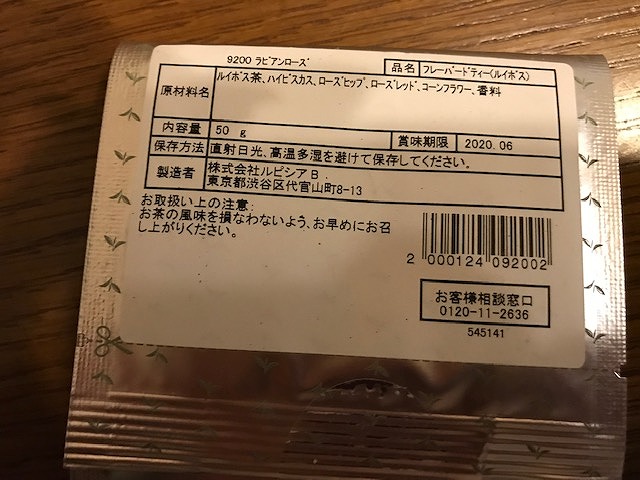 9200 ラビアンローズ
品名 フレーバードティー(ルイボス)
原材料名 ルイボス茶、ハイビスカス、ローズヒップ、ローズレッド、コーンフラワー、香料
内容量 50 g 賞味期限 2020.06
保存方法 直射日光、高温多湿を避けて保存してください。
製造者 株式会社ルピシア B
東京都渋谷区代官山町8-13
お取扱い上の注意:
お茶の風味を損なわないよう、お早めにお召
し上がりください。
2 000124 092002
お客様相談窓口
0120-11-2636
545141